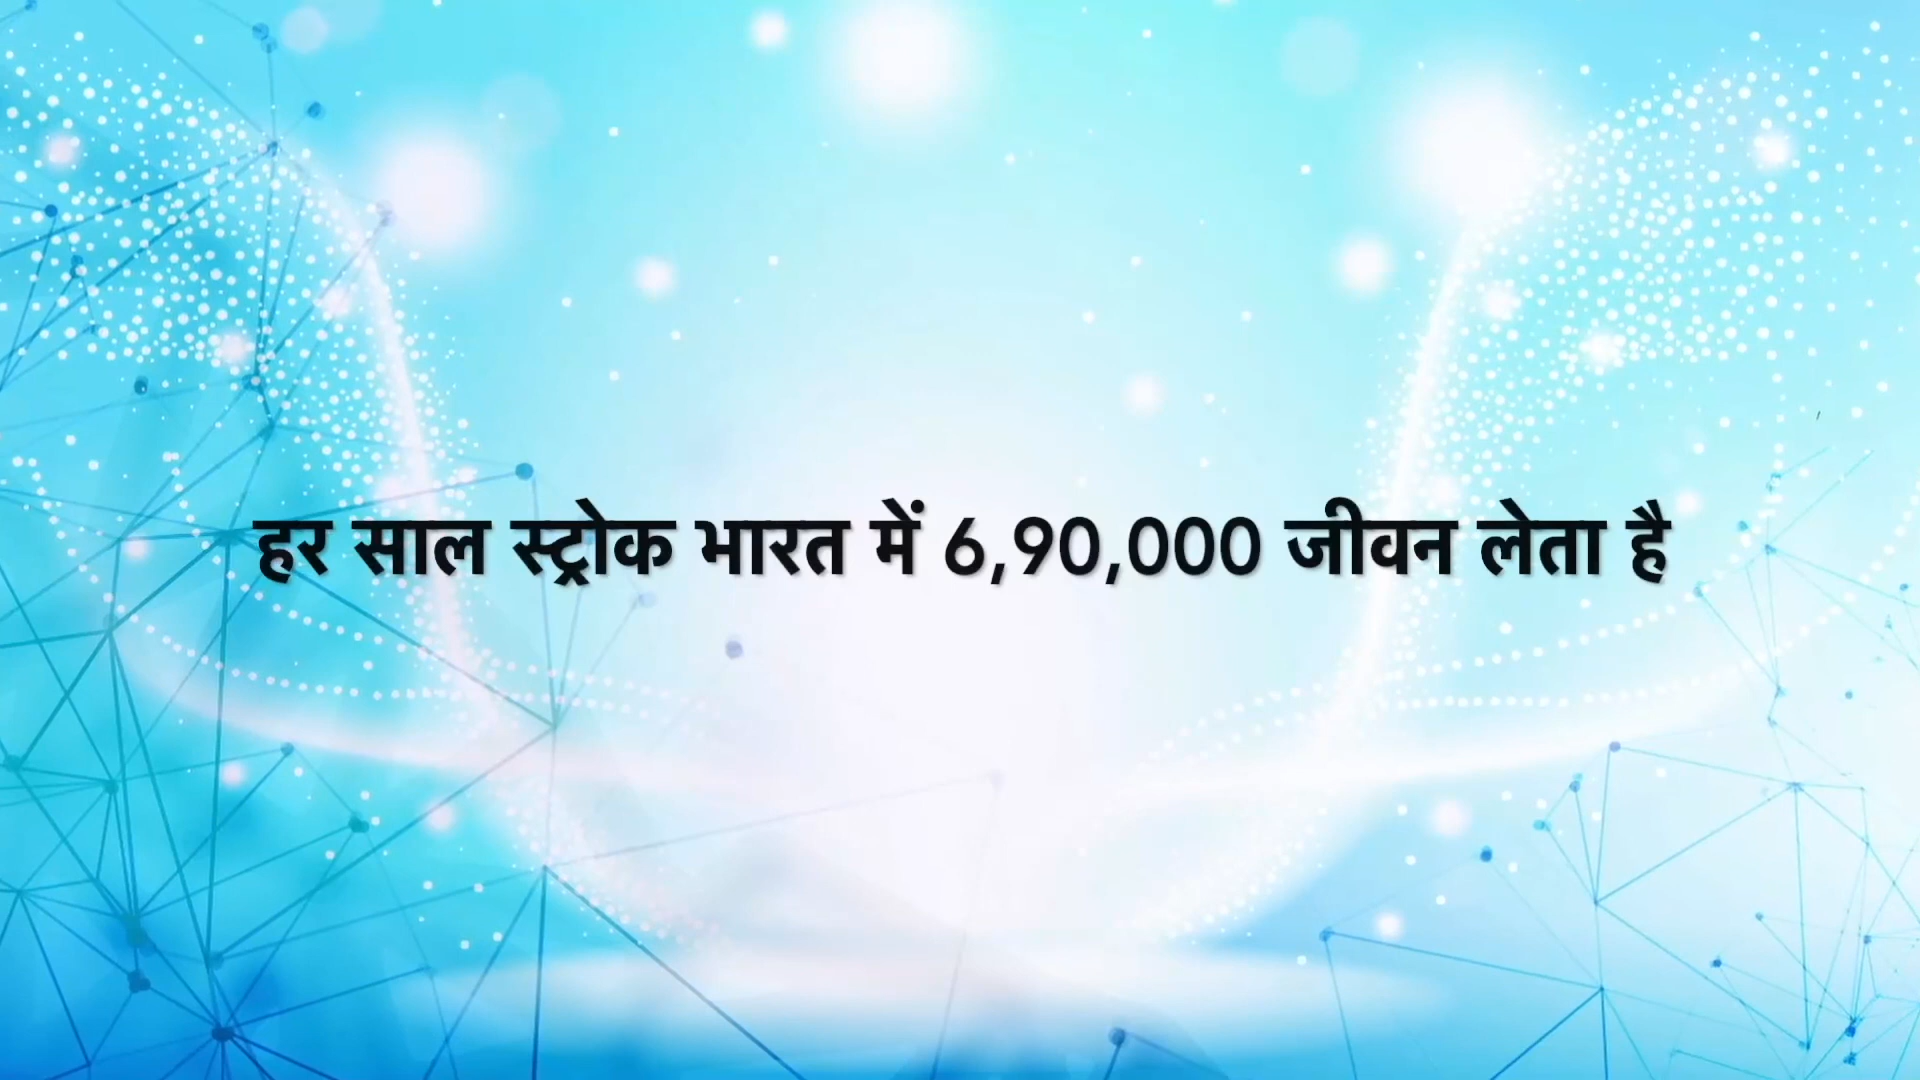 हर साल स्ट्रोक भारत में 6,90,000 जीवन लेता है